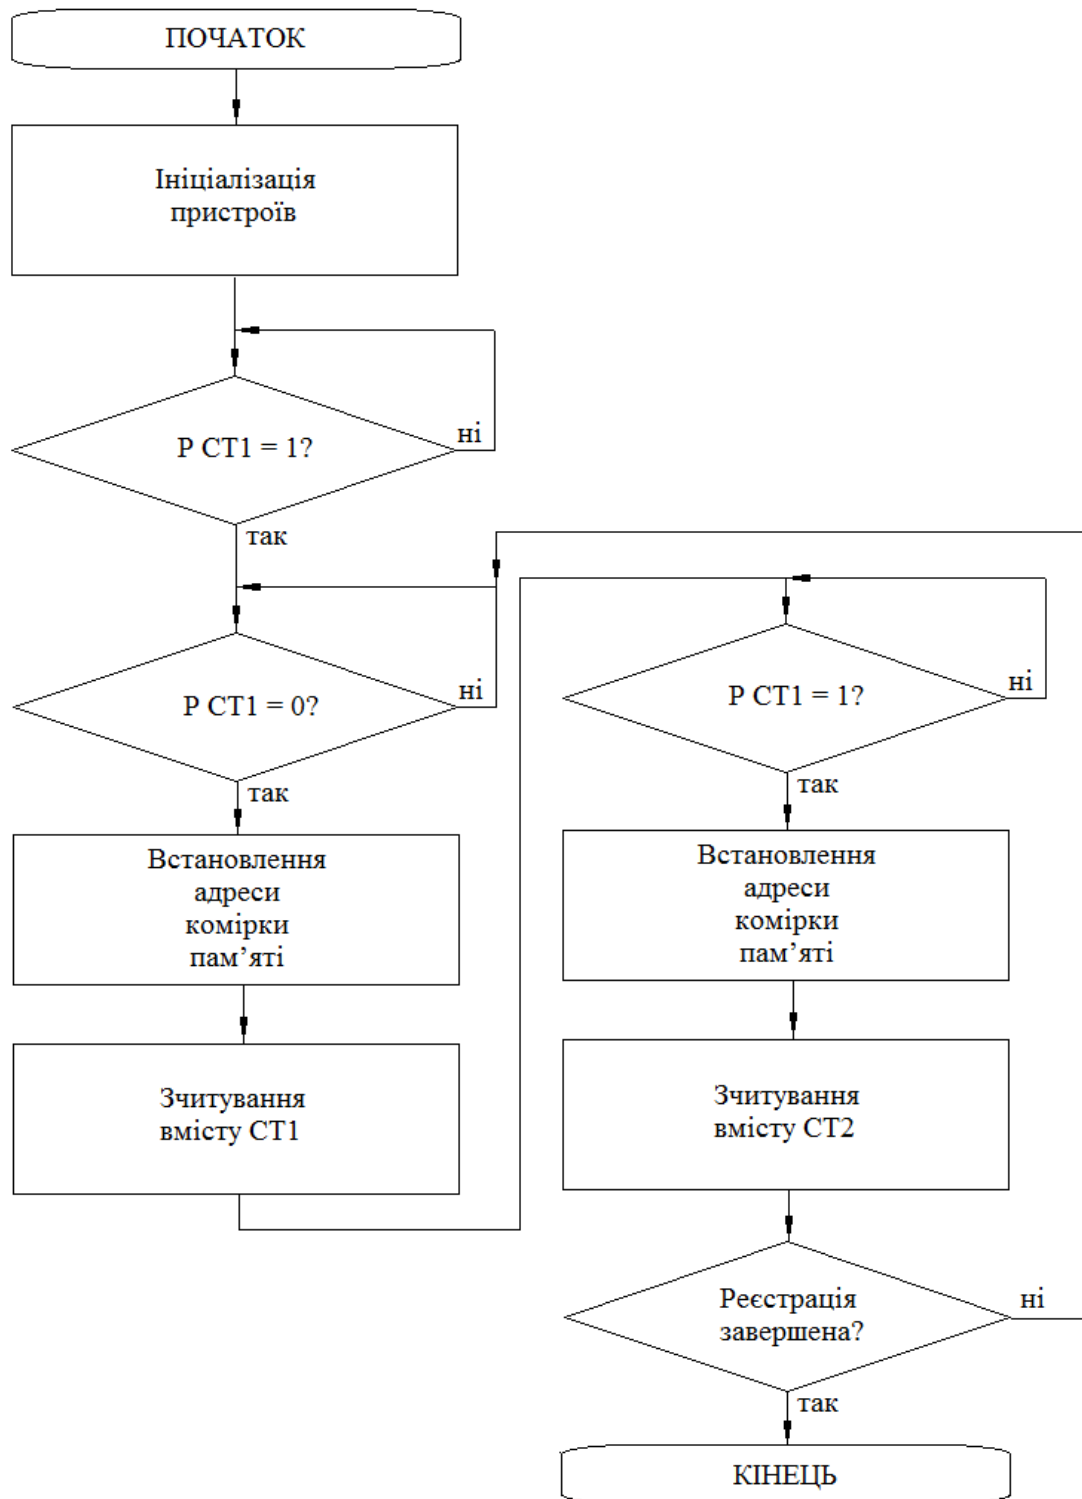 ПОЧАТОК
Ініціалізація
пристроїв
Р СТ1 = 1?
ні
так
Р СТ1 = 0?
ні
так
Встановлення
адреси
комірки
пам’яті
Зчитування
вмісту СТ1
Р СТ1 = 1?
ні
так
Встановлення
адреси
комірки
пам’яті
Зчитування
вмісту СТ2
Реєстрація
завершена?
ні
так
КІНЕЦЬ